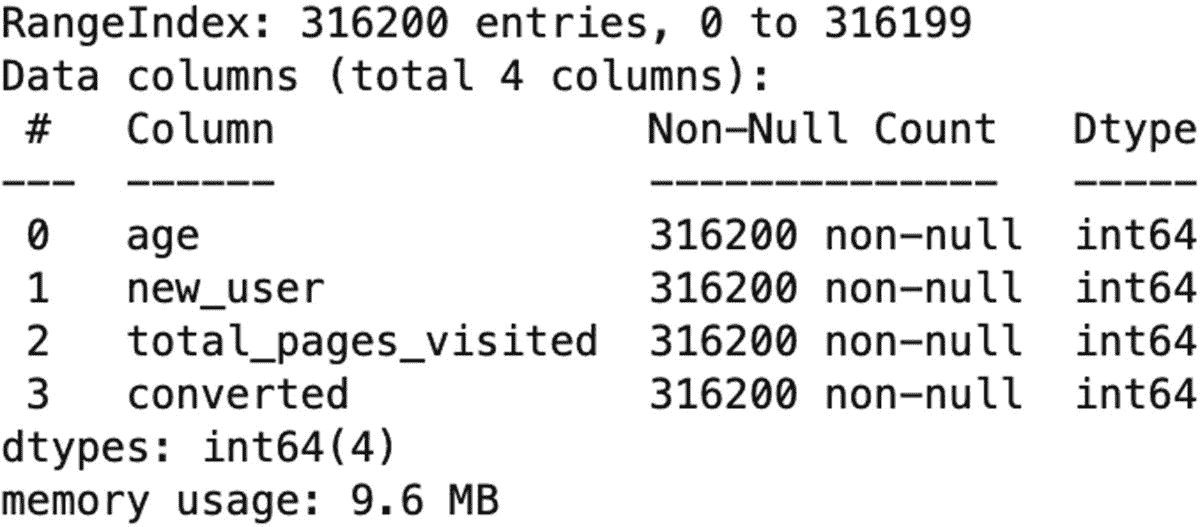 RangeIndex: 316200 entries, 0 to 316199
Data columns (total 4 columns):
 #   Column               Non-Null Count   Dtype
---  ------               --------------   -----
 0   age                  316200 non-null  int64
 1   new_user             316200 non-null  int64
 2   total_pages_visited  316200 non-null  int64
 3   converted            316200 non-null  int64
dtypes: int64(4)
memory usage: 9.6 MB